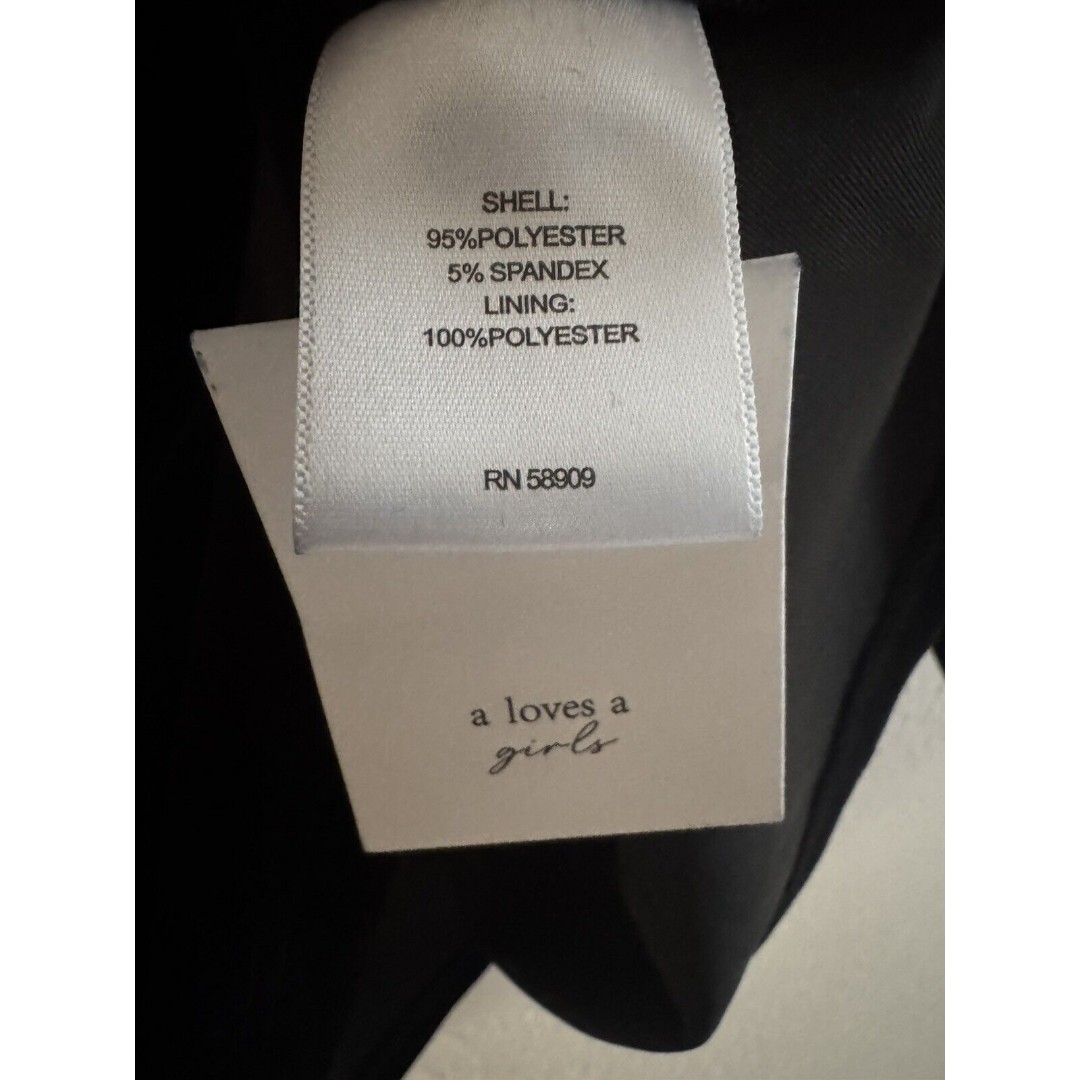 SHELL:
95%POLYESTER
5% SPANDEX
LINING:
100%POLYESTER
RN 58909
a loves a
girls